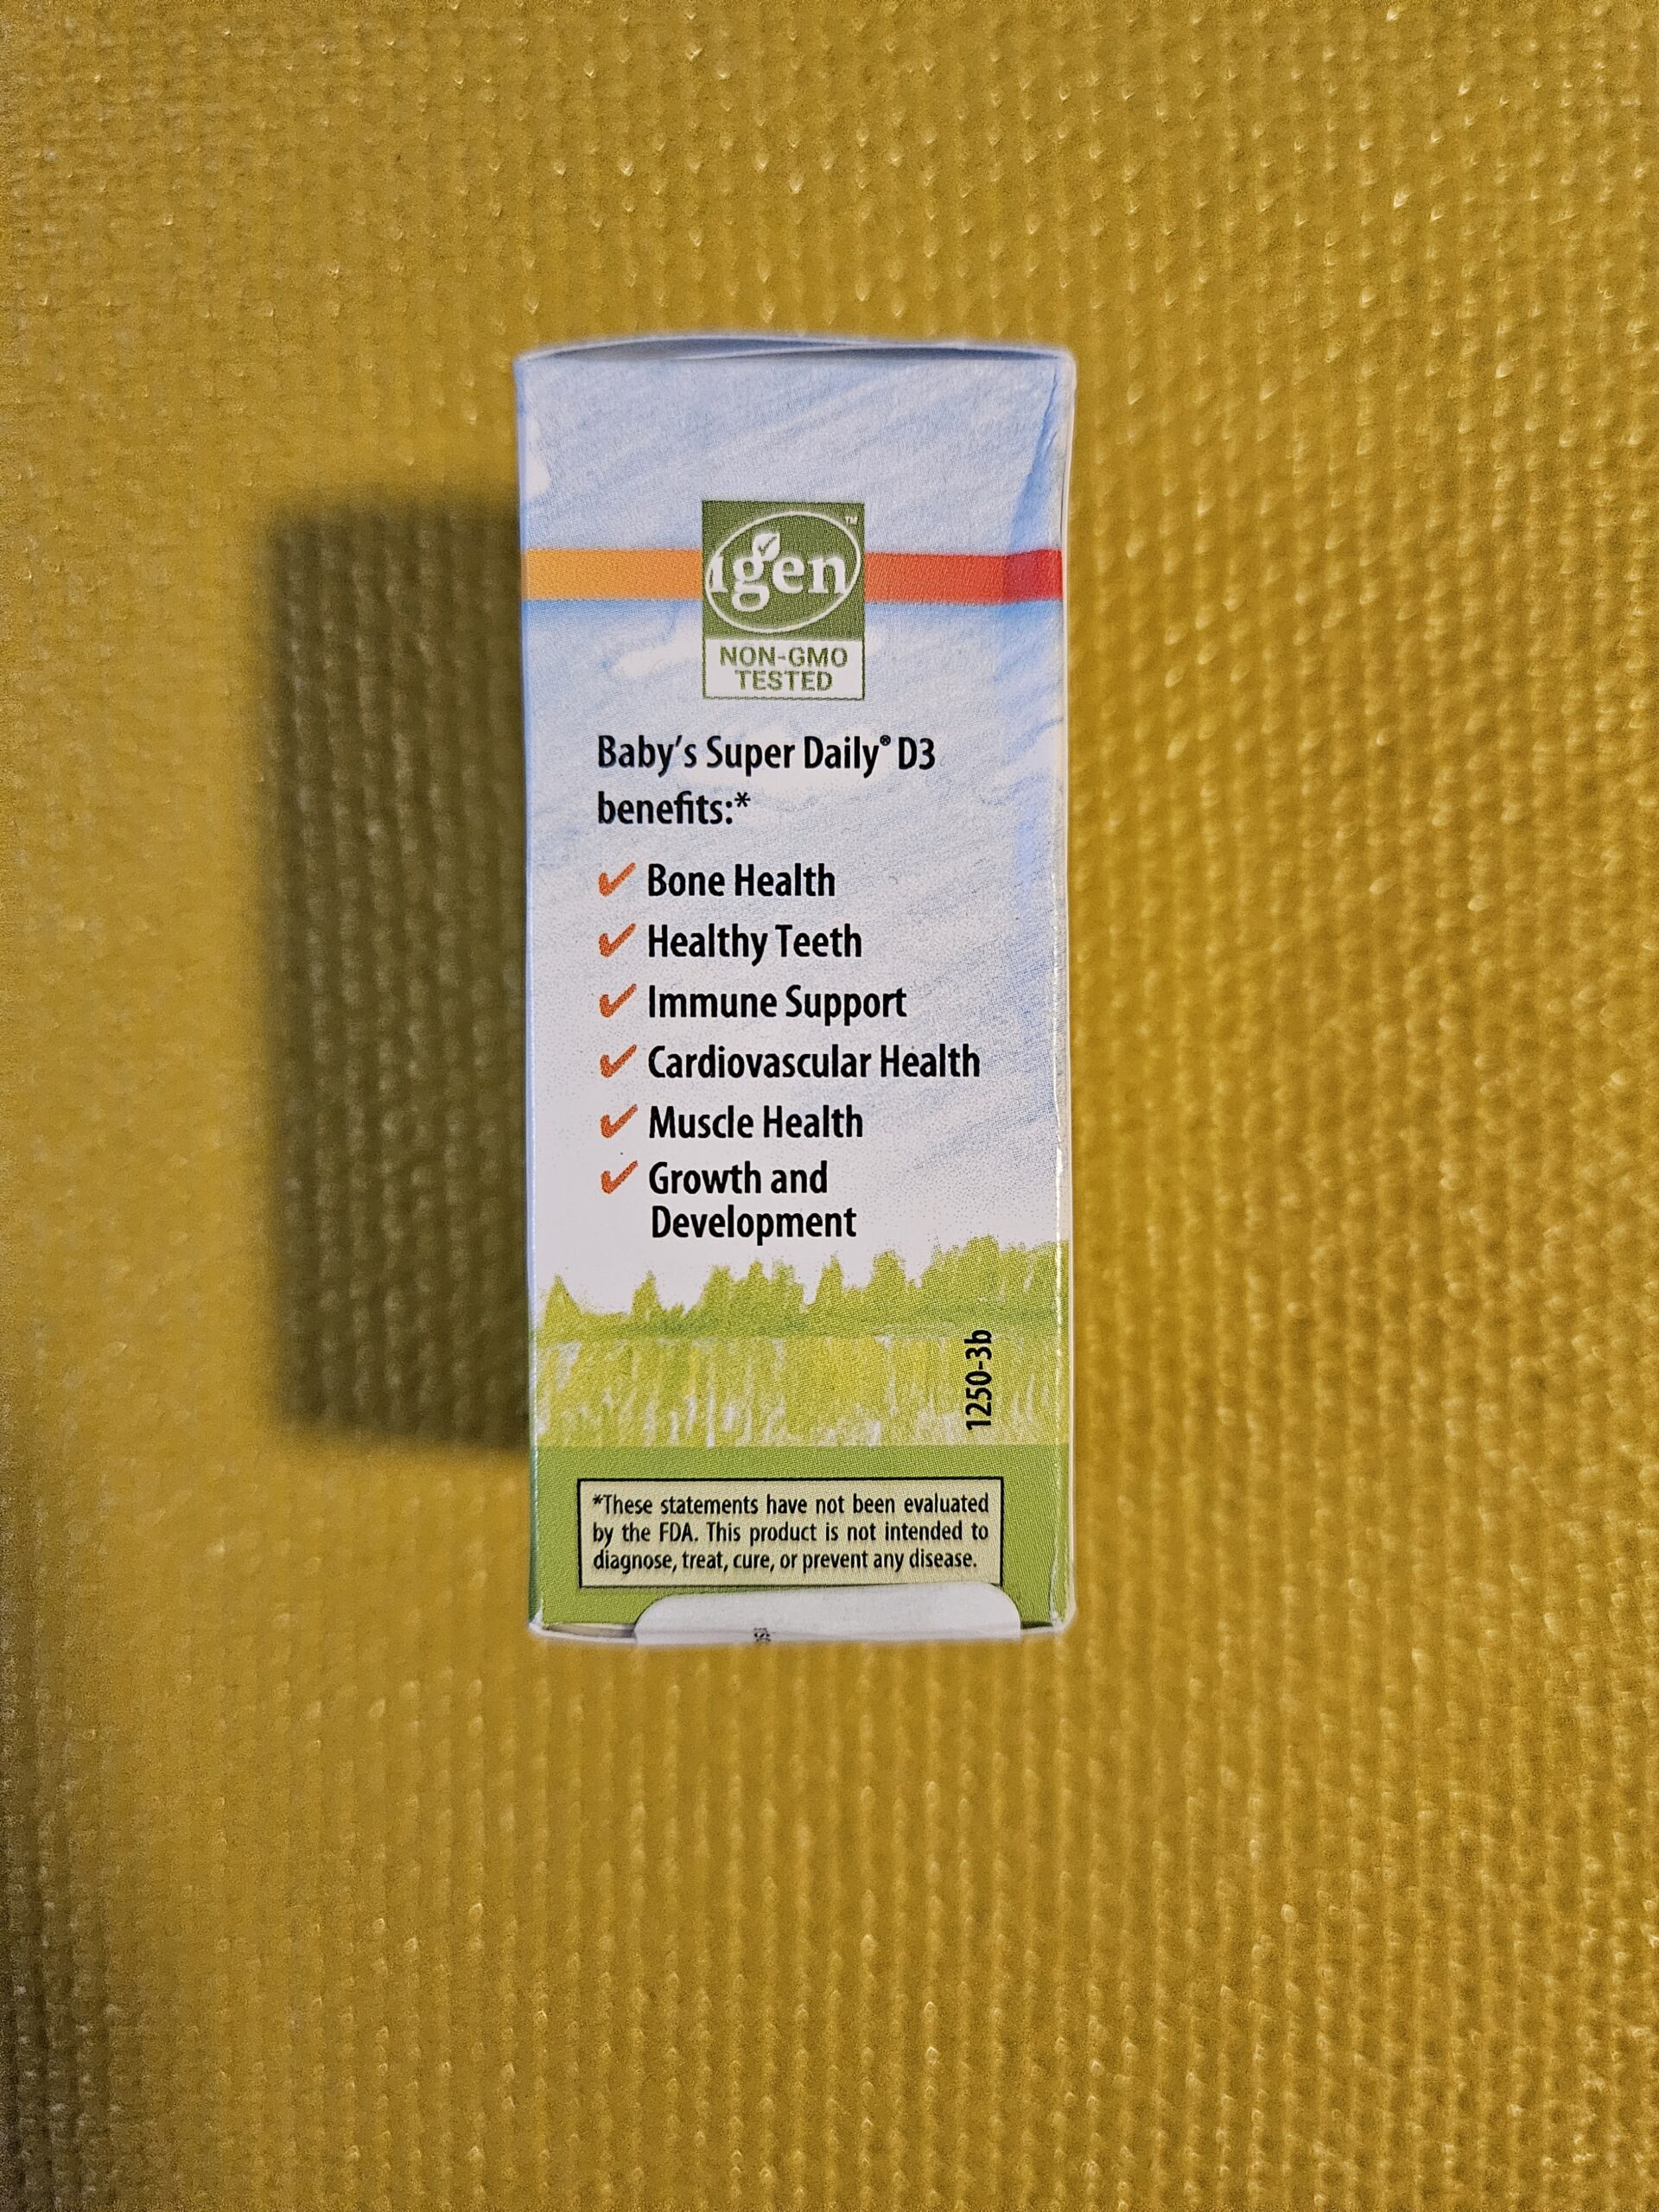 igen™
NON-GMO
TESTED
Baby's Super Daily® D3
benefits:*
✔ Bone Health
✔ Healthy Teeth
✔ Immune Support
✔ Cardiovascular Health
✔ Muscle Health
✔ Growth and
Development
1250-3b
*These statements have not been evaluated
by the FDA. This product is not intended to
diagnose, treat, cure, or prevent any disease.